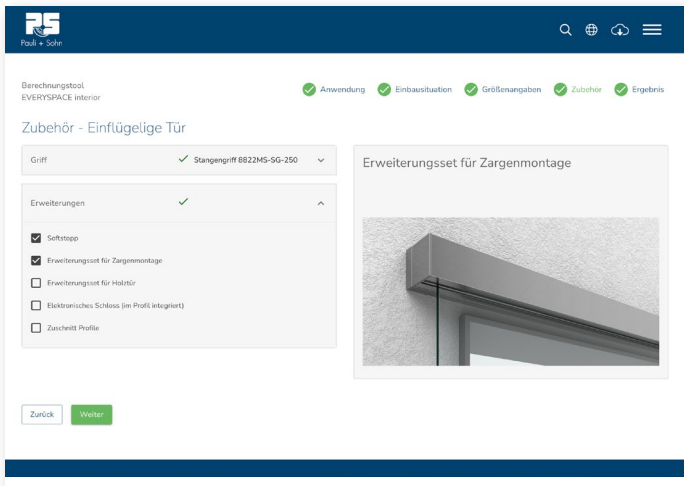 PS
Pauli + Sohn
Berechnungstool
EVERYSPACE interior
Anwendung Einbausituation Größenangaben Zubehör Ergebnis
Zubehör - Einflügelige Tür
Griff Stangengriff 8822MS-SG-250
Erweiterungen
Softstopp
Erweiterungsset für Zargenmontage
Erweiterungsset für Holztür
Elektronisches Schloss (im Profil integriert)
Zuschnitt Profile
Erweiterungsset für Zargenmontage
Zurück Weiter